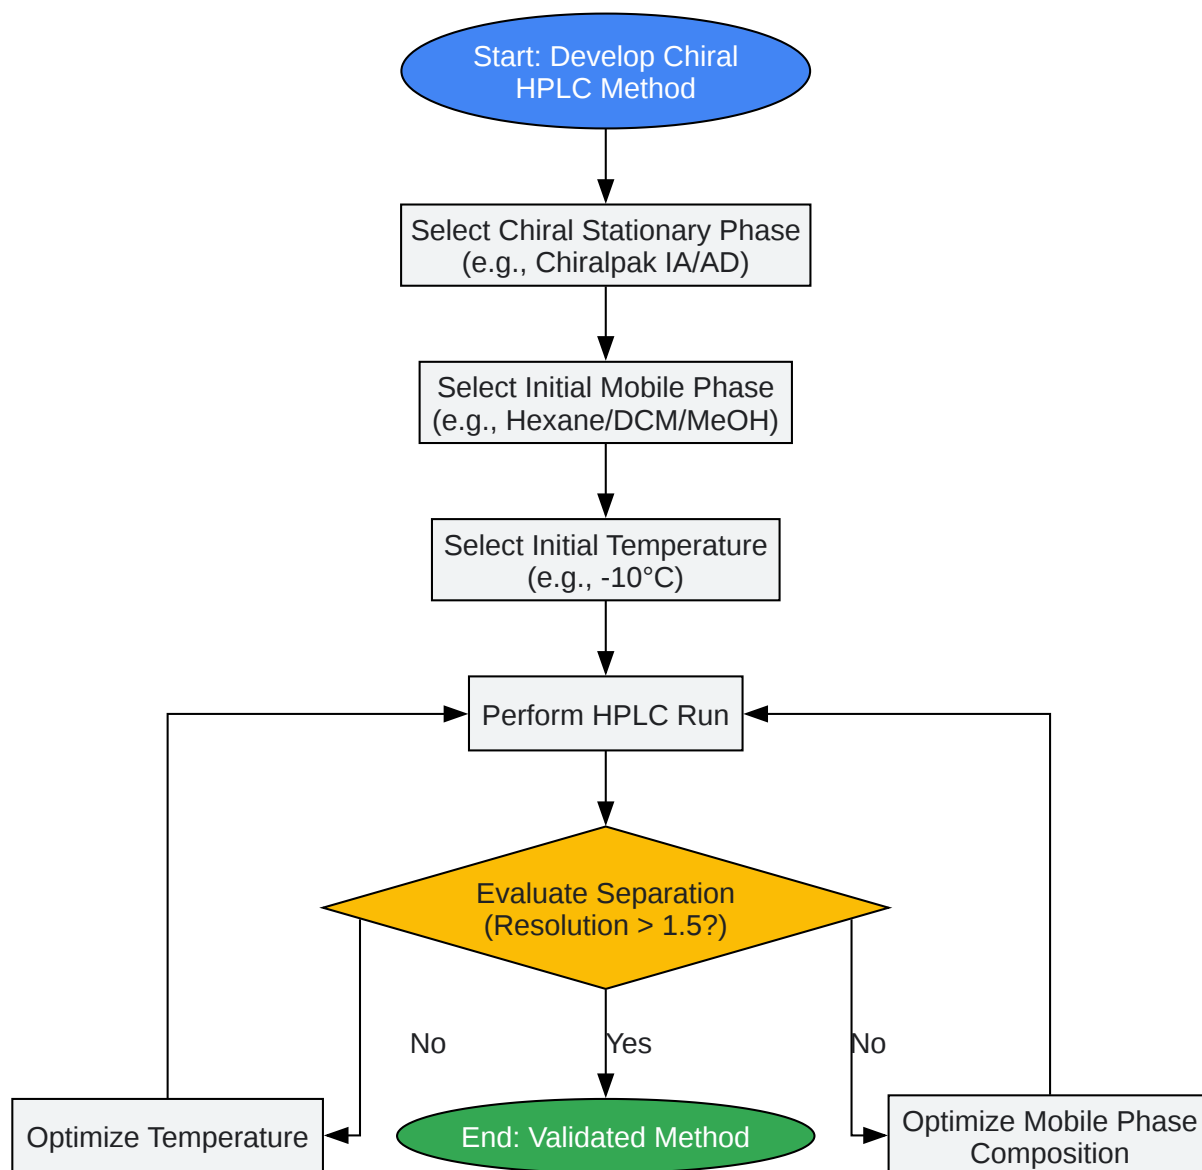 Start: Develop Chiral
HPLC Method
Select Chiral Stationary Phase
(e.g., Chiralpak IA/AD)
Select Initial Mobile Phase
(e.g., Hexane/DCM/MeOH)
Select Initial Temperature
(e.g., -10°C)
Perform HPLC Run
Evaluate Separation
(Resolution > 1.5?)
No
Yes
No
Optimize Temperature
End: Validated Method
Optimize Mobile Phase
Composition